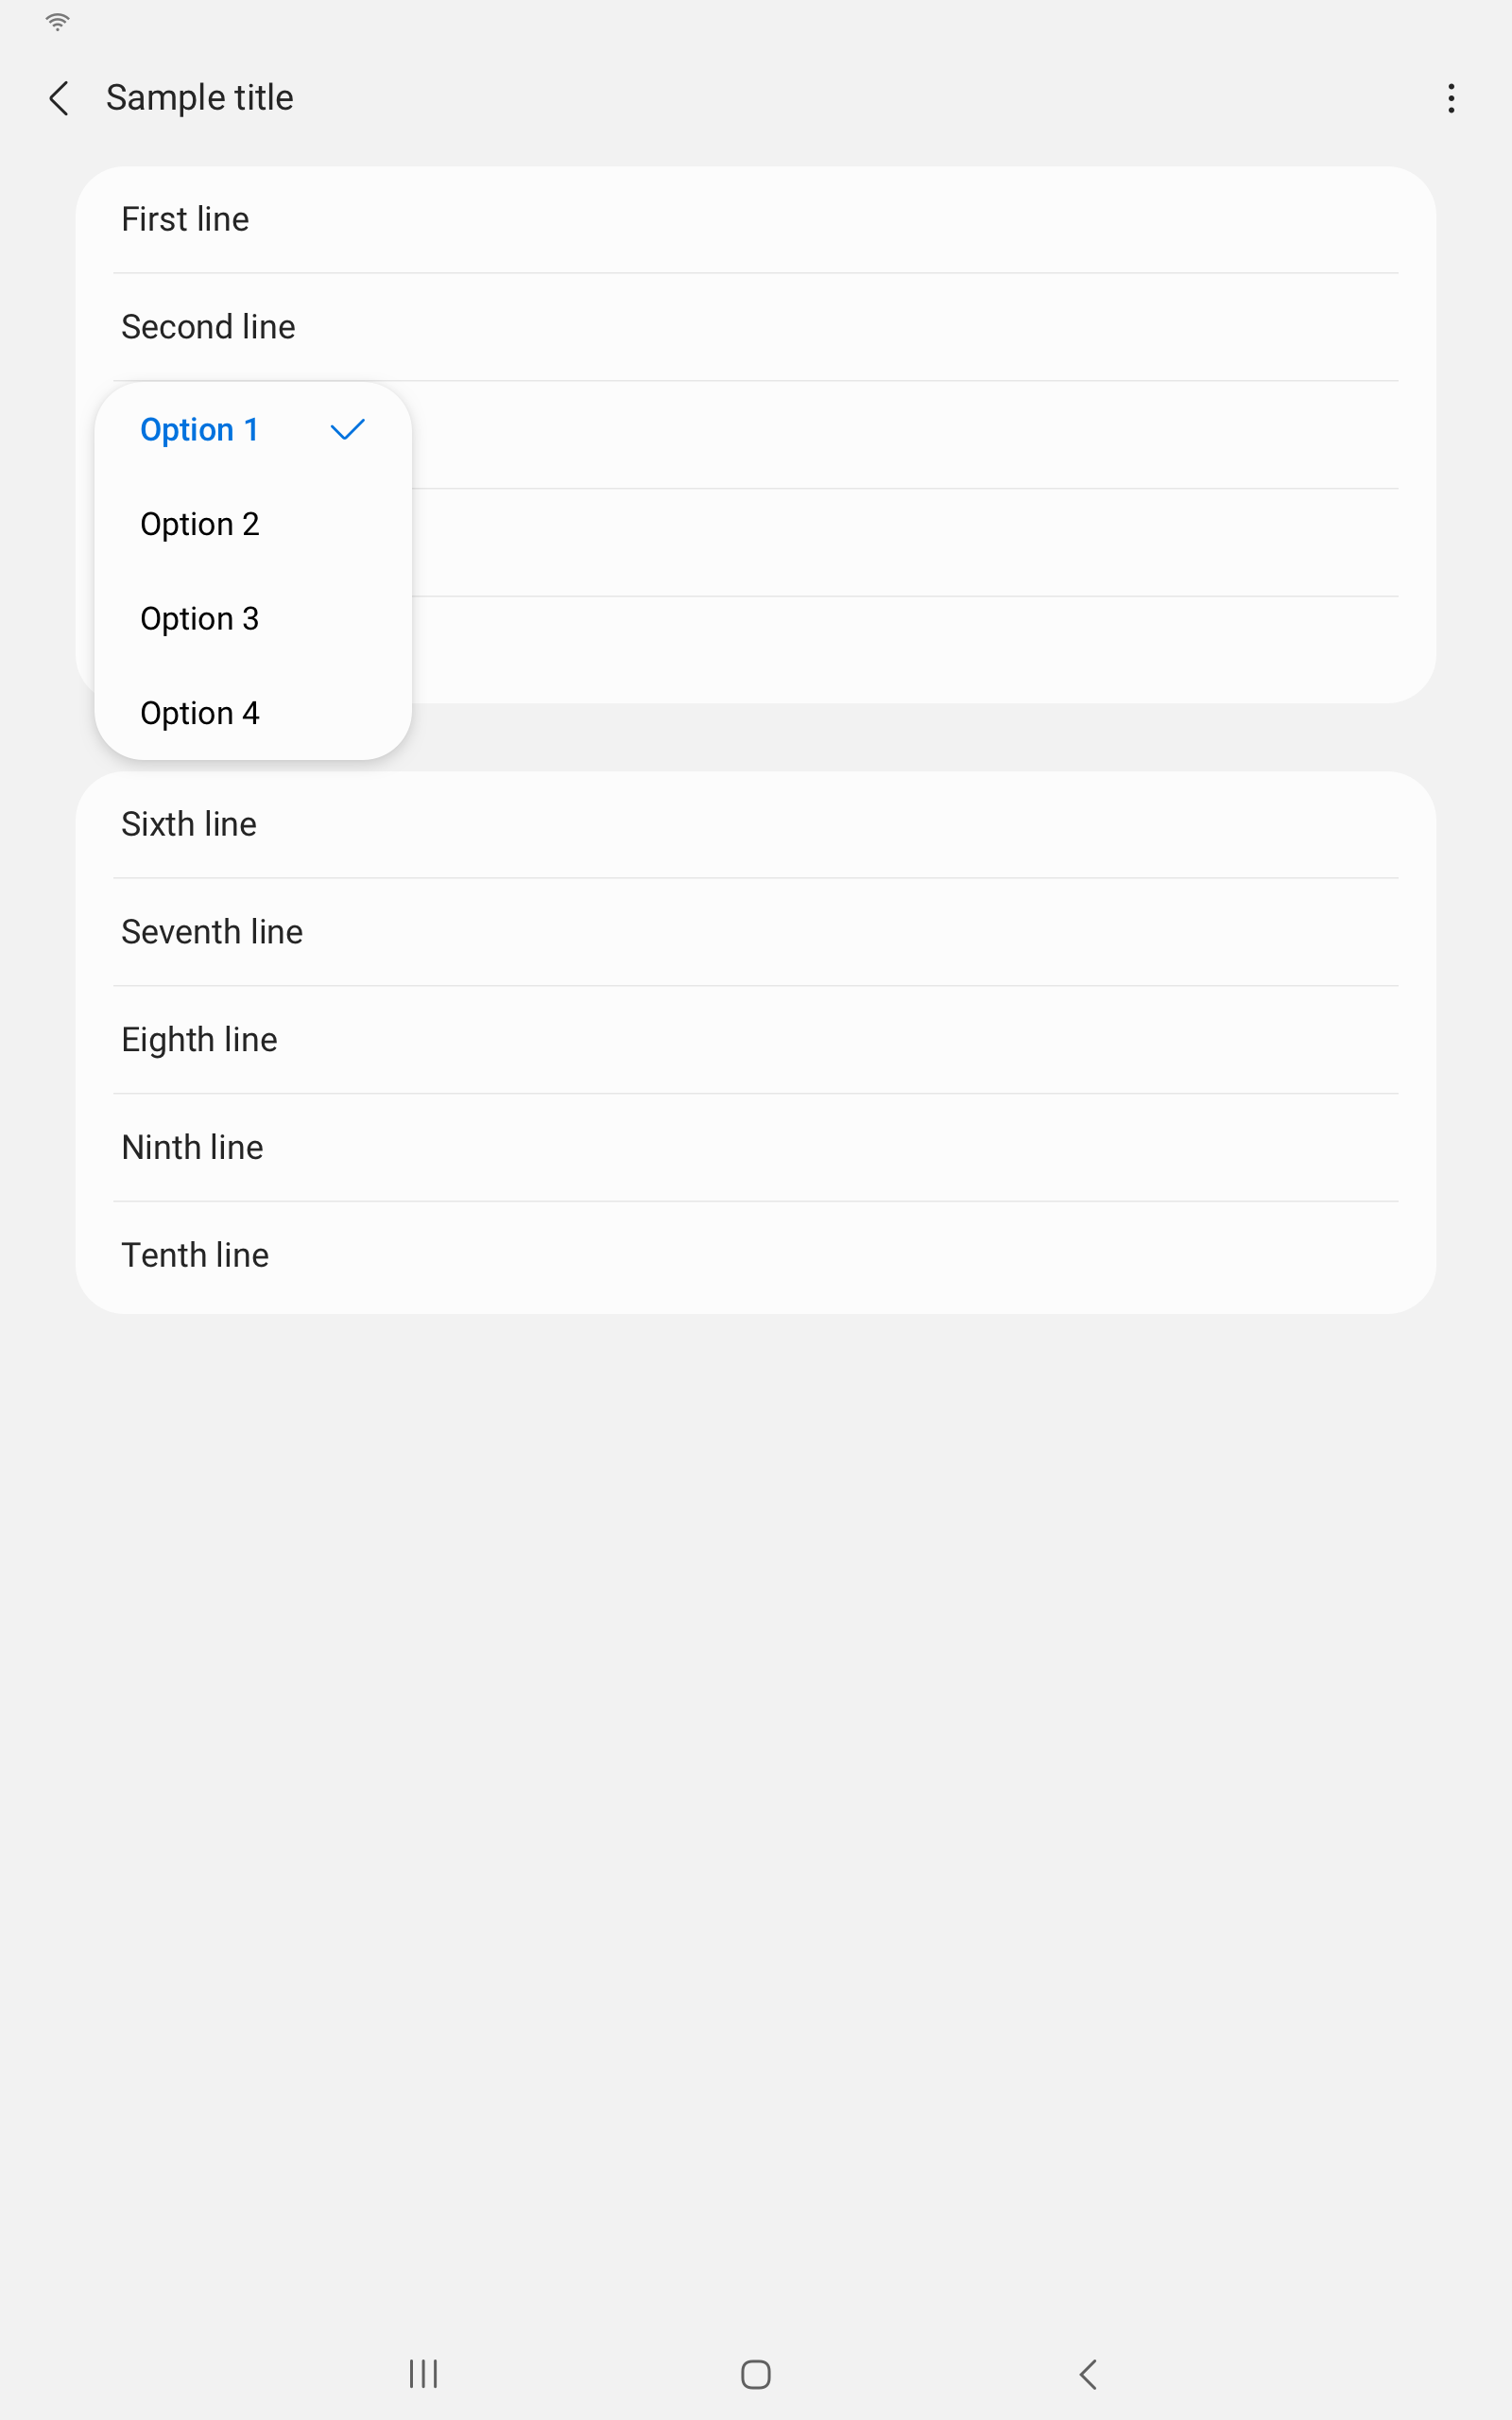 Sample title
First line
Second line
Option 1
Option 2
Option 3
Option 4
Sixth line
Seventh line
Eighth line
Ninth line
Tenth line